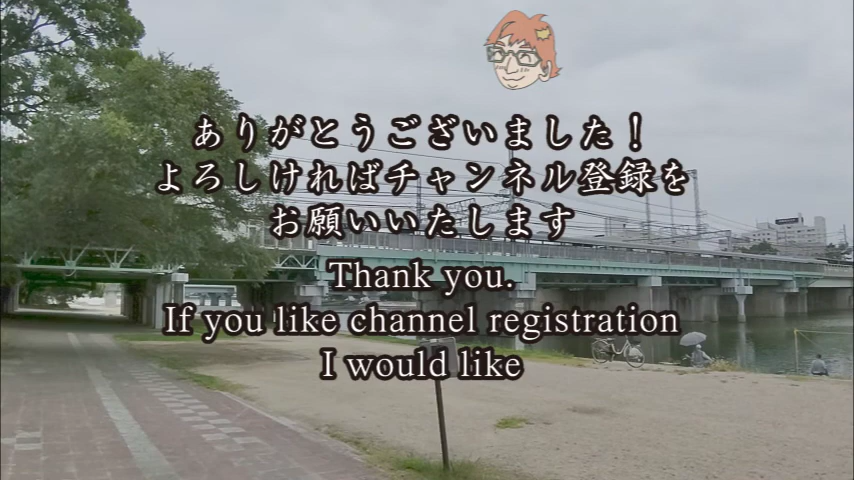 ありがとうございました！
よろしければチャンネル登録を
お願いいたします
Thank you.
If you like channel registration
I would like